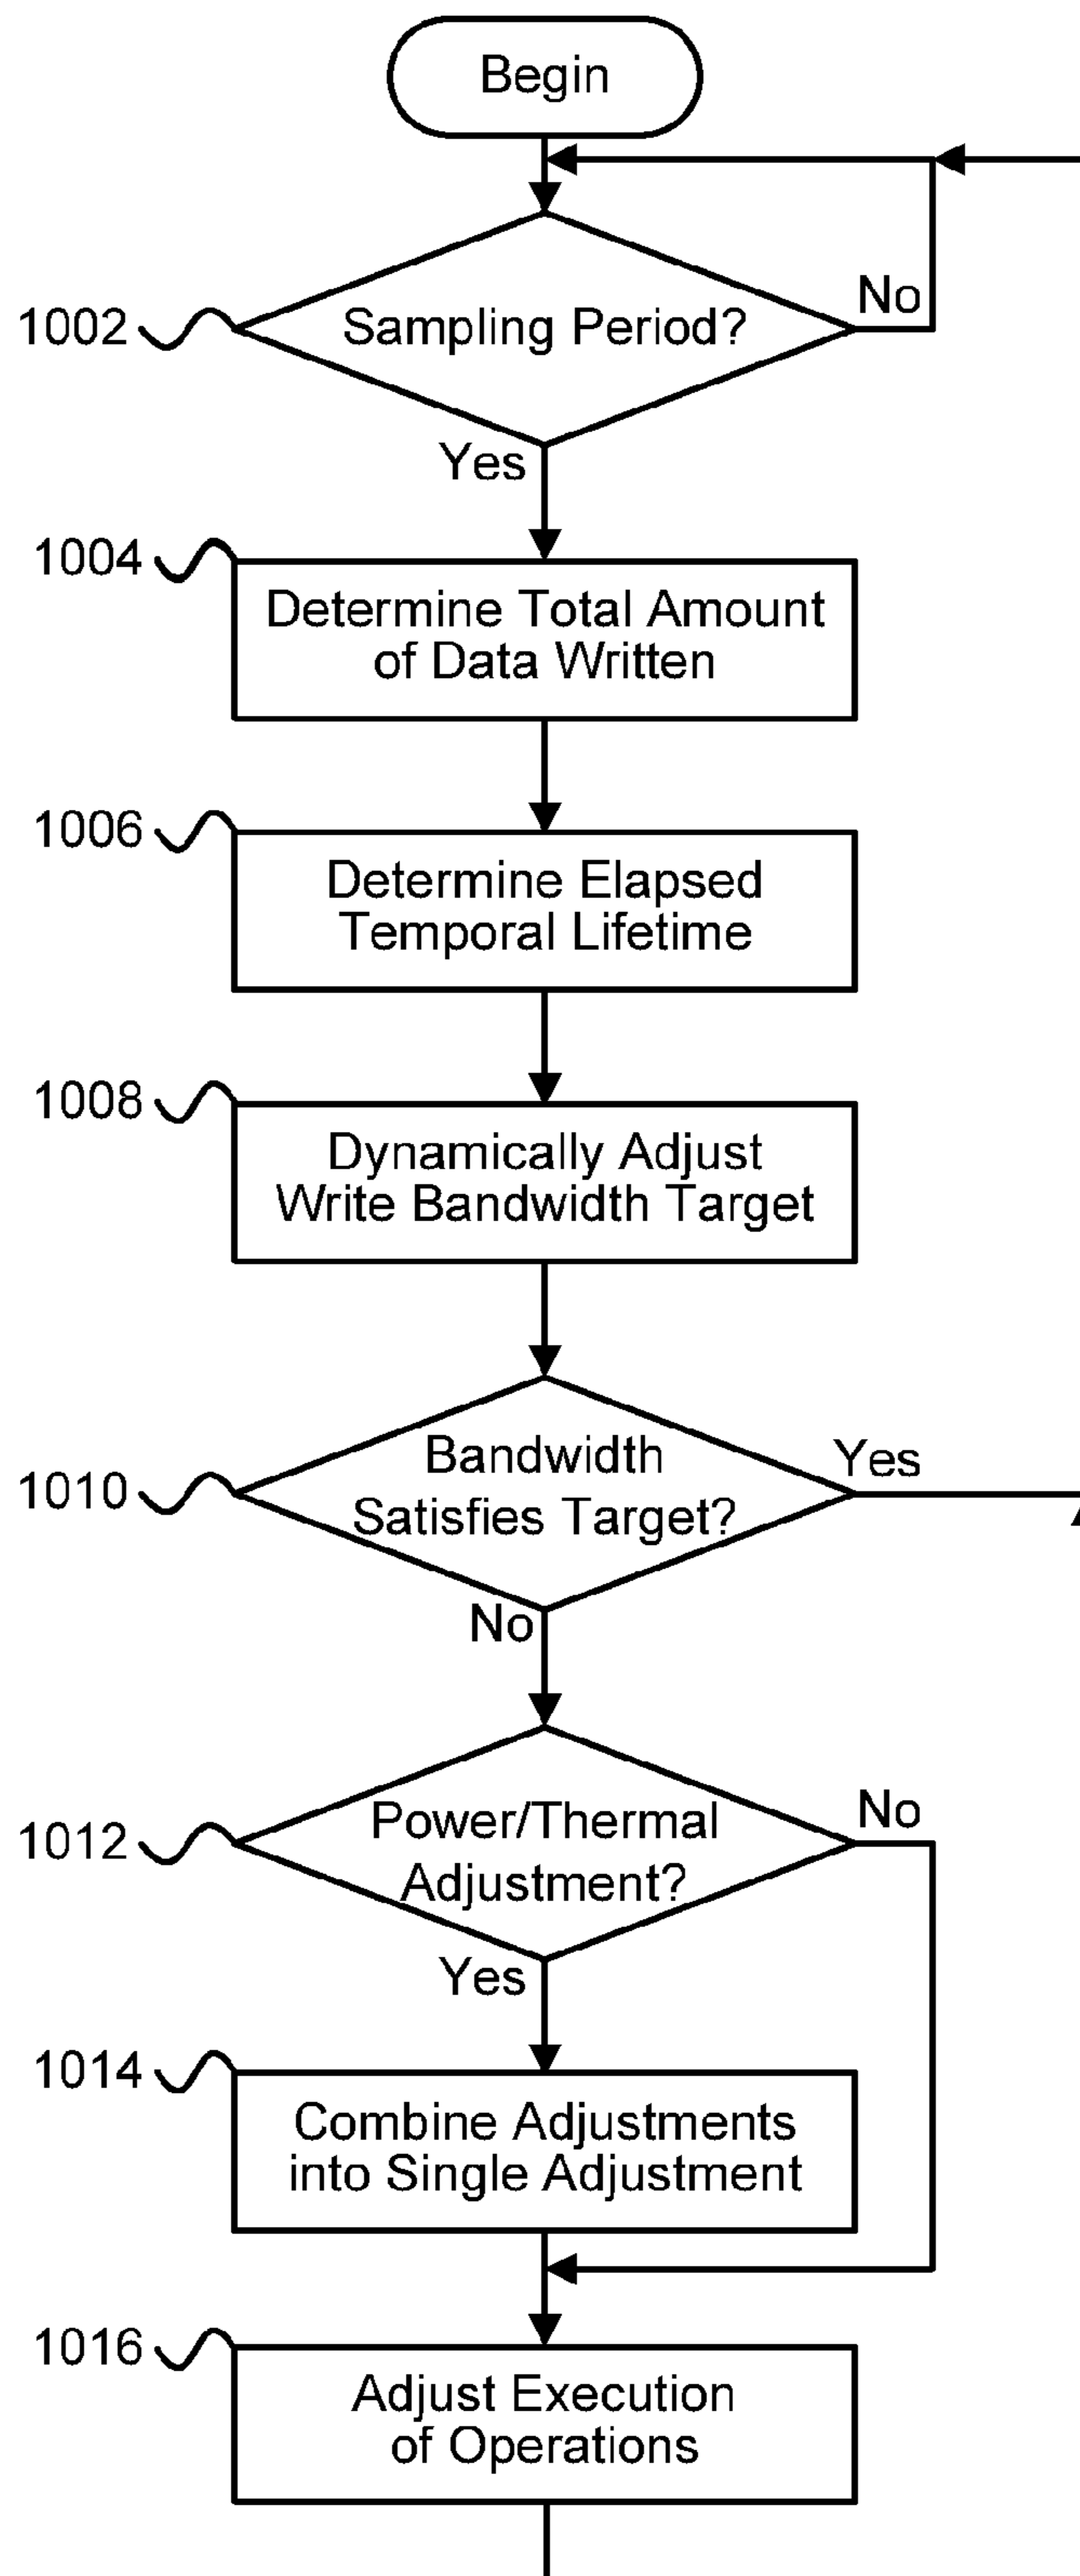 Begin
No
1002
Sampling Period?
Yes
1004
Determine Total Amount
of Data Written
1006
Determine Elapsed
Temporal Lifetime
1008
Dynamically Adjust
Write Bandwidth Target
Bandwidth
Yes
1010
Satisfies Target?
No
Power/Thermal
No
1012
Adjustment?
Yes
1014
Combine Adjustments
into Single Adjustment
1016
Adjust Execution
of Operations